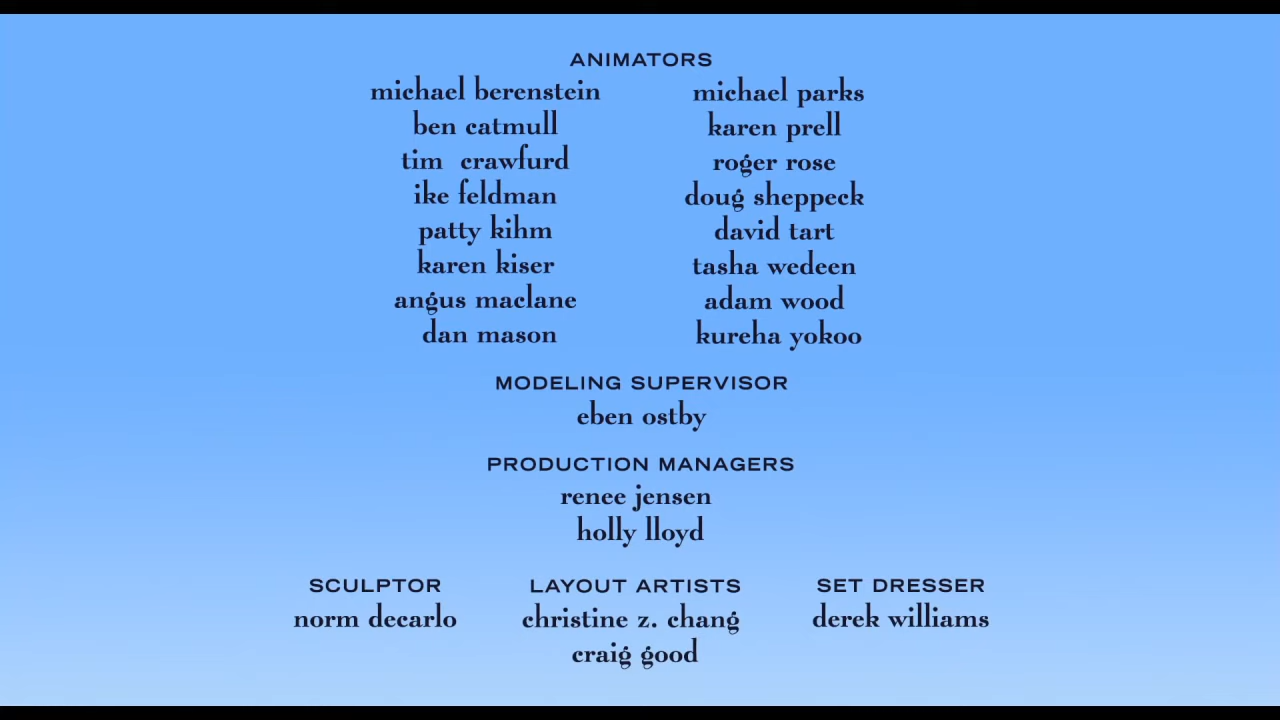 ANIMATORS
michael berenstein michael parks
ben catmull karen prell
tim crawfurd roger rose
ike feldman doug sheppeck
patty kihm david tart
karen kiser tasha wedeen
angus maclane adam wood
dan mason kureha yokoo
MODELING SUPERVISOR
eben ostby
PRODUCTION MANAGERS
renee jensen
holly lloyd
SCULPTOR LAYOUT ARTISTS SET DRESSER
norm decarlo christine z. chang derek williams
craig good